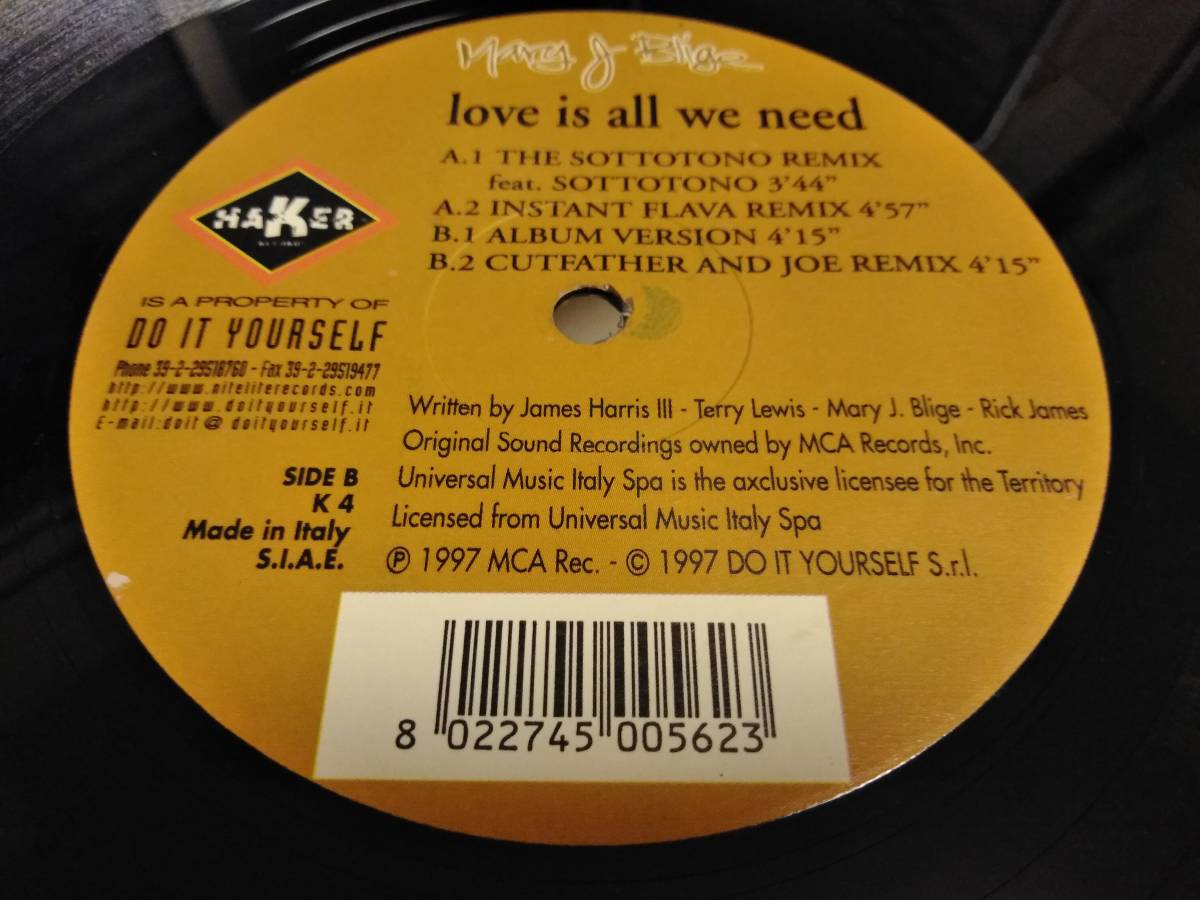 Mary J Blige
love is all we need
A.1 THE SOTTOTONO REMIX
feat. SOTTOTONO 3'44"
A.2 INSTANT FLAVA REMIX 4'57"
B.1 ALBUM VERSION 4'15"
B.2 CUTFATHER AND JOE REMIX 4'15"
HAKER
RECORDS
IS A PROPERTY OF
DO IT YOURSELF
Phone 39-2-29518760 - Fax 39-2-29519477
http://www.niteliterecords.com
http://www.doityourself.it
E-mail:doit@doityourself.it
SIDE B
K 4
Made in Italy
S.I.A.E.
Written by James Harris III - Terry Lewis - Mary J. Blige - Rick James
Original Sound Recordings owned by MCA Records, Inc.
Universal Music Italy Spa is the axclusive licensee for the Territory
Licensed from Universal Music Italy Spa
℗ 1997 MCA Rec. - © 1997 DO IT YOURSELF S.r.l.
8 022745 005623